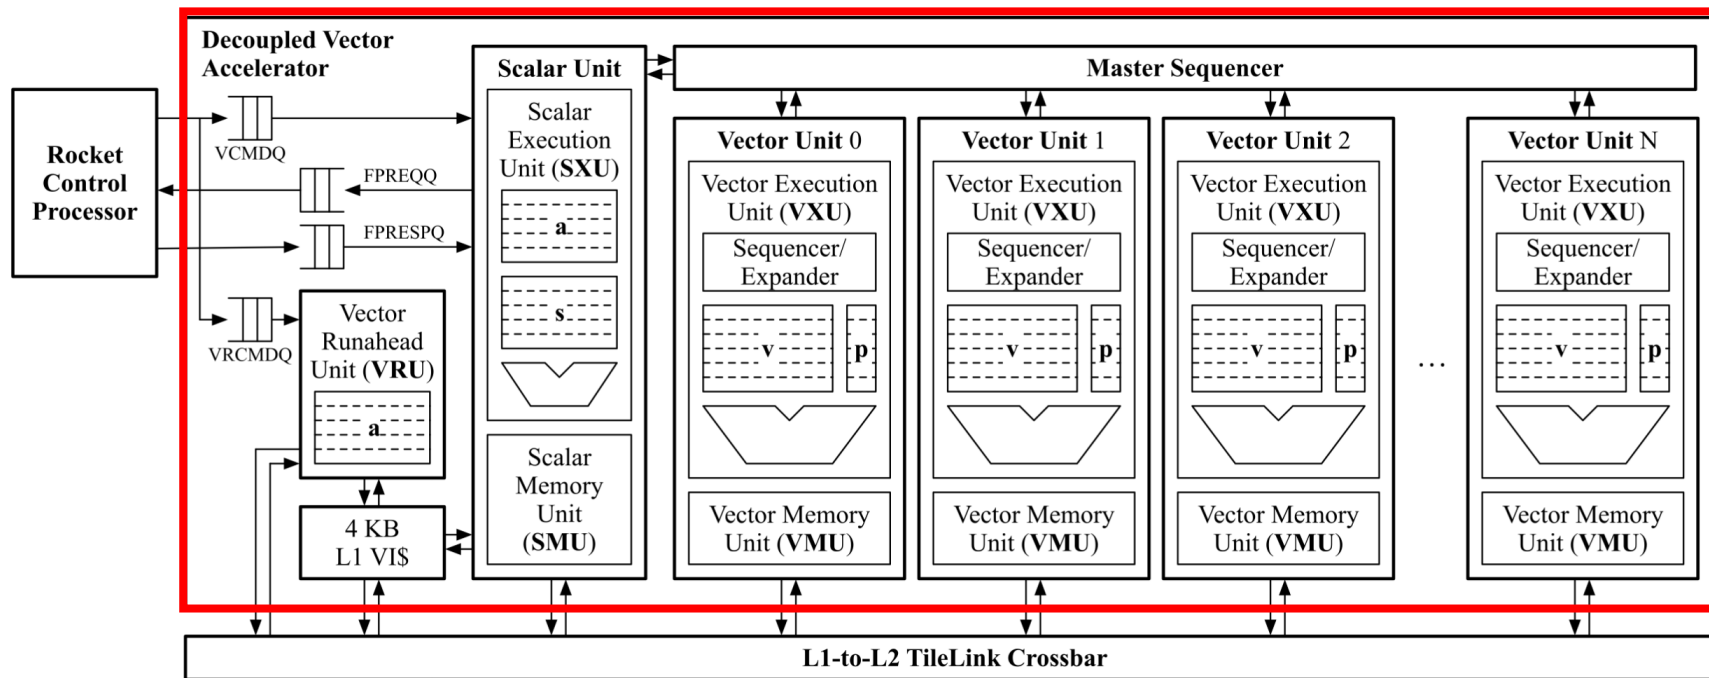 Decoupled Vector
Accelerator
Rocket
Control
Processor
VCMDQ
FPREQQ
FPRESPQ
VRCMDQ
Vector
Runahead
Unit (VRU)
a
4 KB
L1 VI$
Scalar Unit
Scalar
Execution
Unit (SXU)
a
s
Scalar
Memory
Unit
(SMU)
Master Sequencer
Vector Unit 0
Vector Execution
Unit (VXU)
Sequencer/
Expander
v
p
Vector Memory
Unit (VMU)
Vector Unit 1
Vector Execution
Unit (VXU)
Sequencer/
Expander
v
p
Vector Memory
Unit (VMU)
Vector Unit 2
Vector Execution
Unit (VXU)
Sequencer/
Expander
v
p
Vector Memory
Unit (VMU)
...
Vector Unit N
Vector Execution
Unit (VXU)
Sequencer/
Expander
v
p
Vector Memory
Unit (VMU)
L1-to-L2 TileLink Crossbar